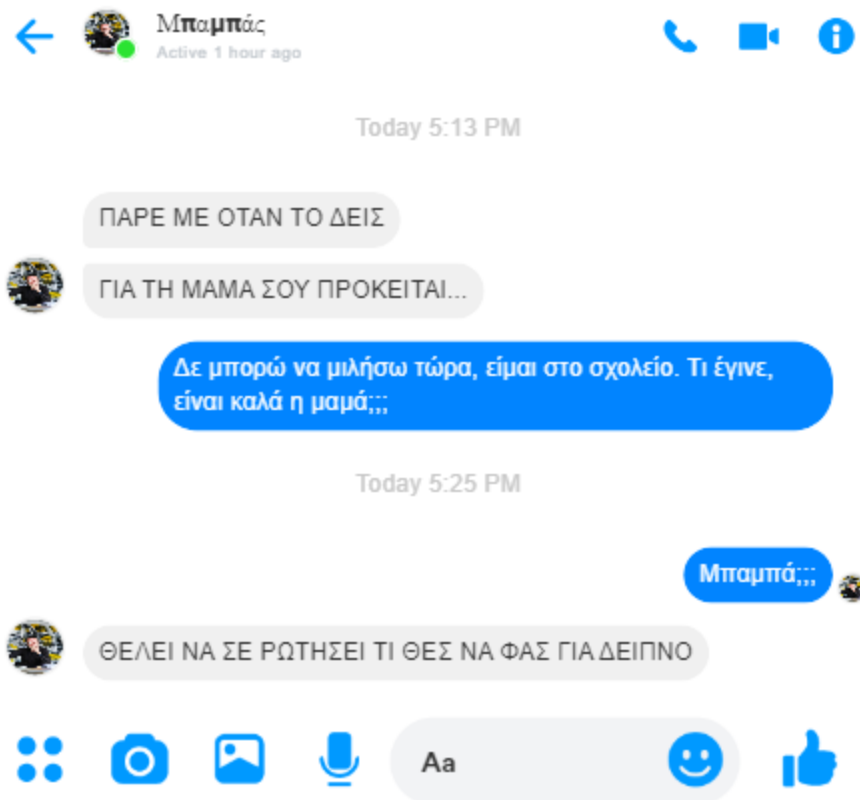 Μπαμπάς
Active 1 hour ago
Today 5:13 PM
ΠΑΡΕ ΜΕ ΟΤΑΝ ΤΟ ΔΕΙΣ
ΓΙΑ ΤΗ ΜΑΜΑ ΣΟΥ ΠΡΟΚΕΙΤΑΙ...
Δε μπορώ να μιλήσω τώρα, είμαι στο σχολείο. Τι έγινε,
είναι καλά η μαμά;;;
Today 5:25 PM
Μπαμπά;;;
ΘΕΛΕΙ ΝΑ ΣΕ ΡΩΤΗΣΕΙ ΤΙ ΘΕΣ ΝΑ ΦΑΣ ΓΙΑ ΔΕΙΠΝΟ
Aa